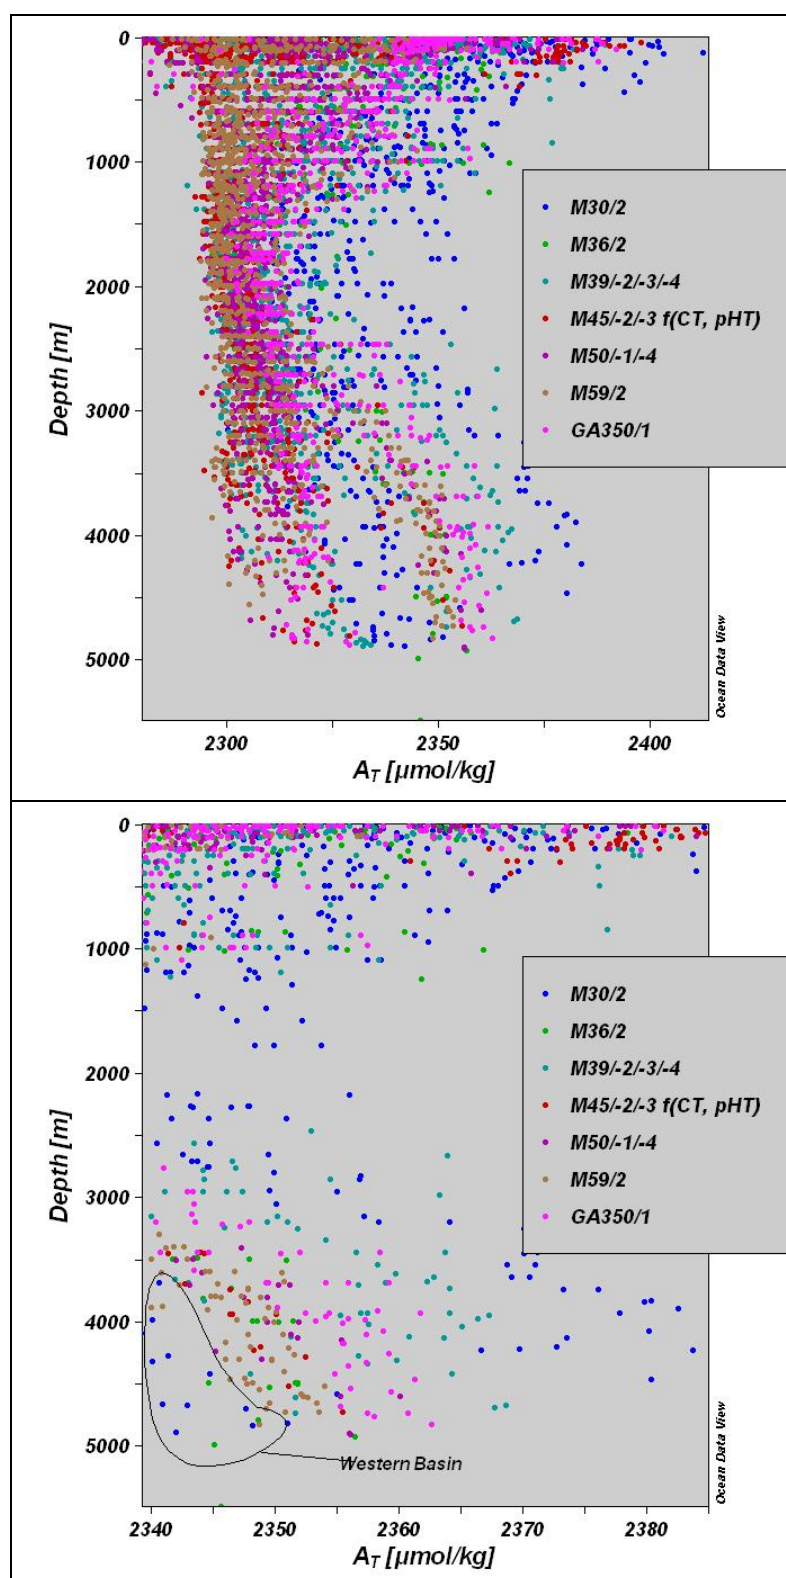 0
1000
2000
3000
4000
5000
Depth [m]
M30/2
M36/2
M39/-2/-3/-4
M45/-2/-3 f(CT, pHT)
M50/-1/-4
M59/2
GA350/1
Ocean Data View
2300 2350 2400
A_T [µmol/kg]
0
1000
2000
3000
4000
5000
Depth [m]
M30/2
M36/2
M39/-2/-3/-4
M45/-2/-3 f(CT, pHT)
M50/-1/-4
M59/2
GA350/1
Western Basin
Ocean Data View
2340 2350 2360 2370 2380
A_T [µmol/kg]